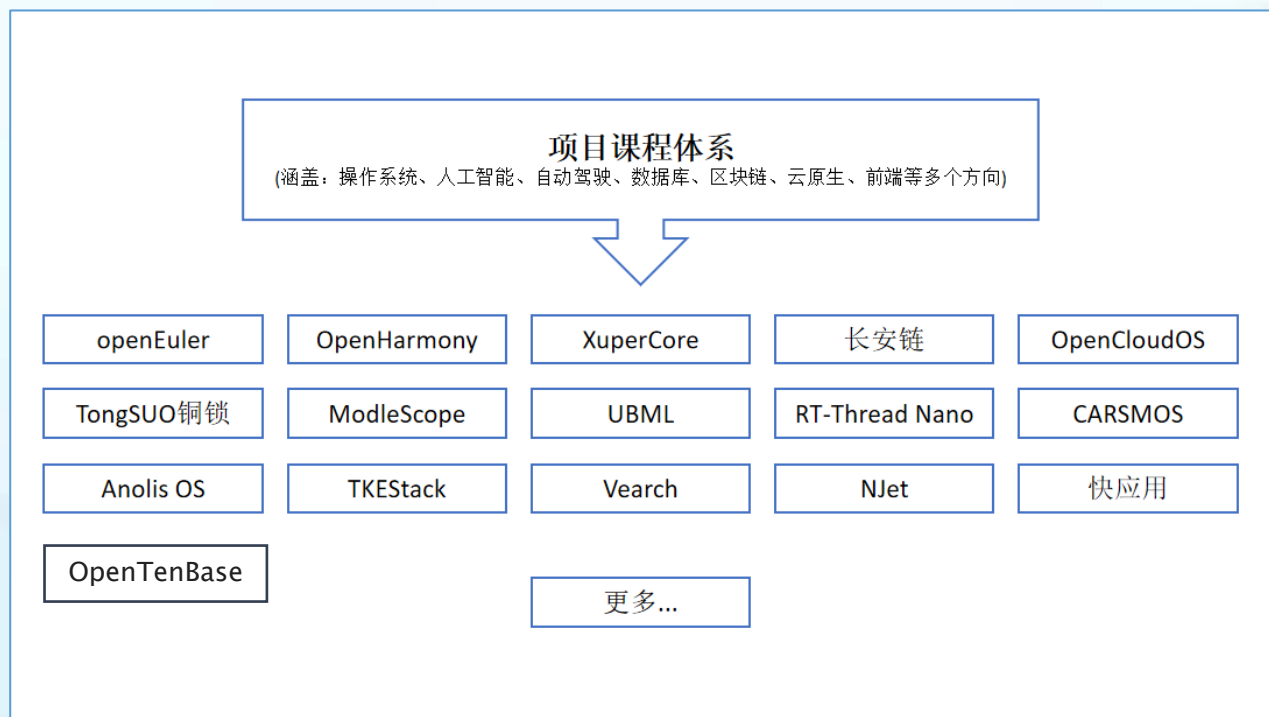 项目课程体系
(涵盖：操作系统、人工智能、自动驾驶、数据库、区块链、云原生、前端等多个方向)
openEuler
OpenHarmony
XuperCore
长安链
OpenCloudOS
TongSUO铜锁
ModleScope
UBML
RT-Thread Nano
CARSMOS
Anolis OS
TKEStack
Vearch
NJet
快应用
OpenTenBase
更多...